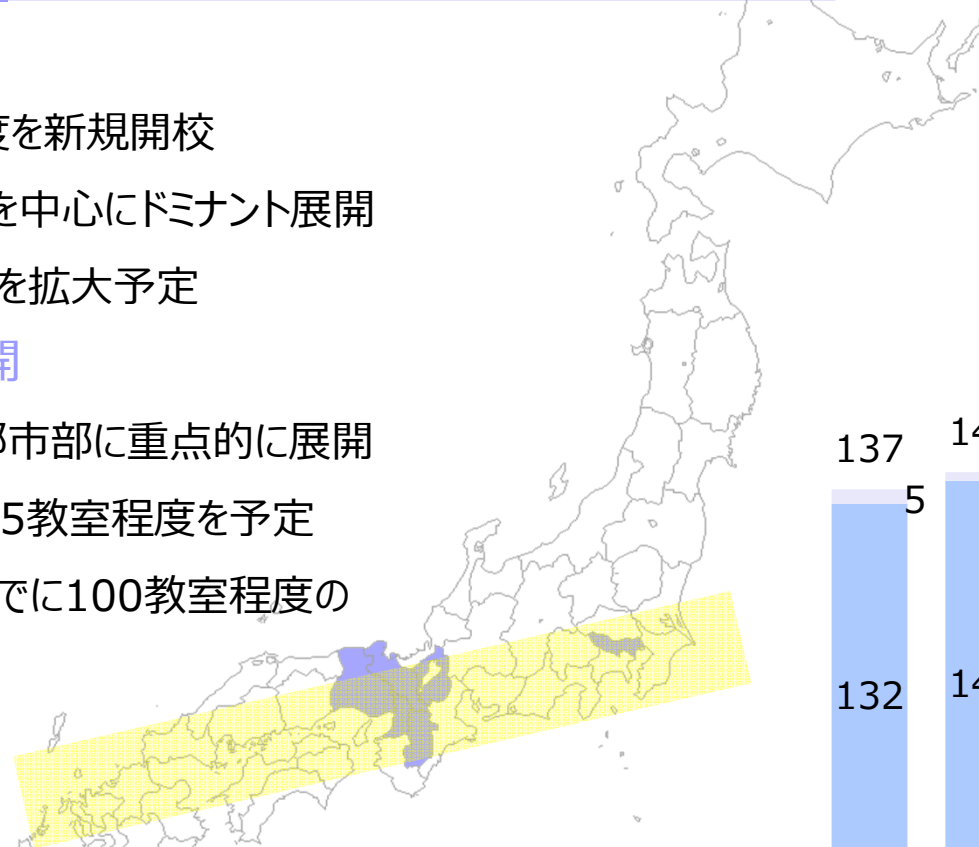 度を新規開校
を中心にドミナント展開
を拡大予定
開
都市部に重点的に展開
5教室程度を予定
でに100教室程度の
137
5
132